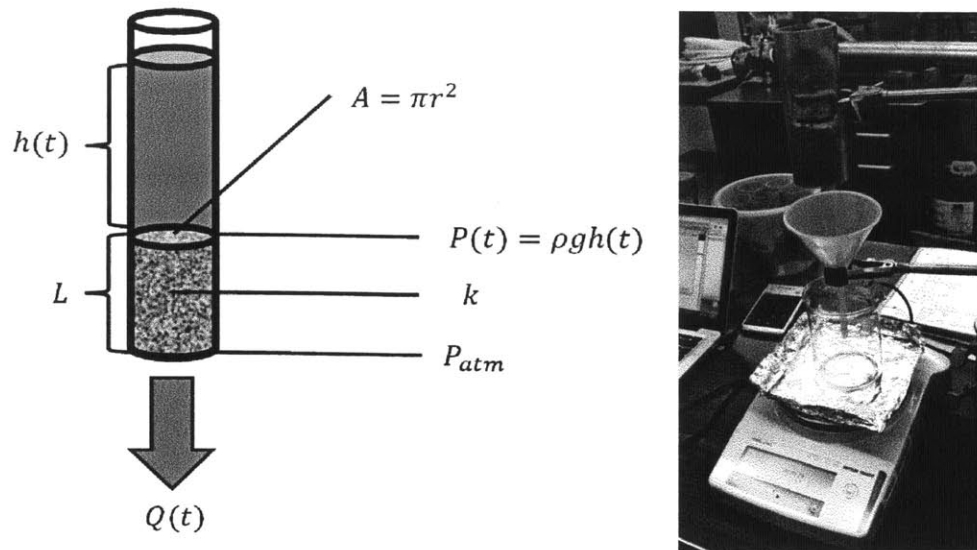 A = πr²
h(t)
P(t) = ρgh(t)
L
k
P_atm
Q(t)